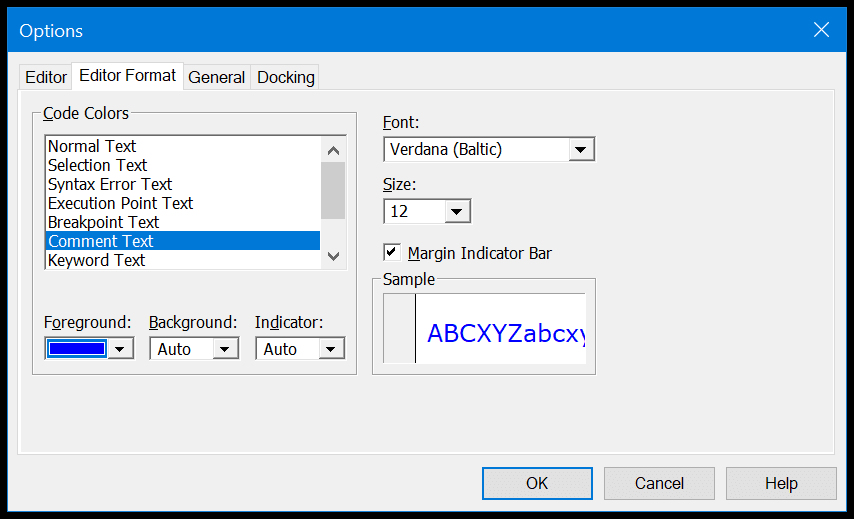 Options
Editor Editor Format General Docking
Code Colors
Normal Text
Selection Text
Syntax Error Text
Execution Point Text
Breakpoint Text
Comment Text
Keyword Text
Foreground: Background: Indicator:
Auto Auto
Font:
Verdana (Baltic)
Size:
12
Margin Indicator Bar
Sample
ABCXYZabcxy
OK Cancel Help